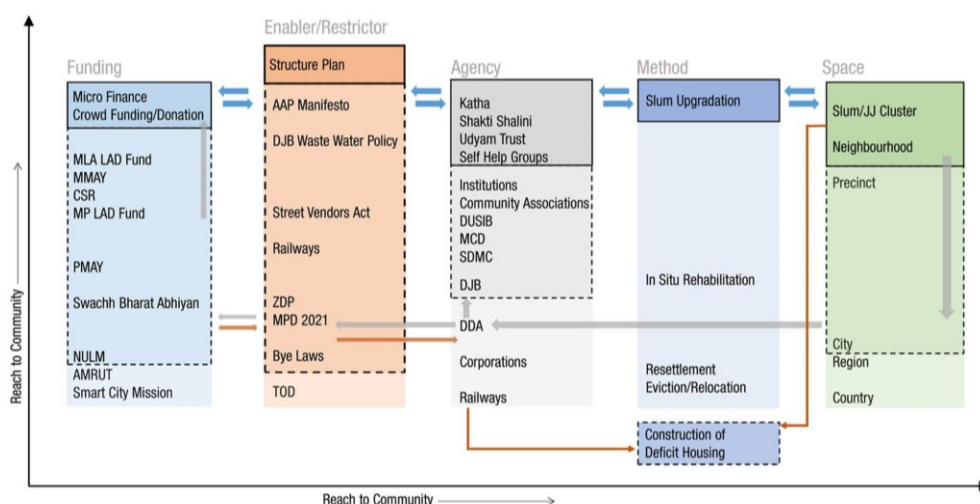 Enabler/Restrictor
Funding
Agency
Method
Space
Structure Plan
Micro Finance
Crowd Funding/Donation
MLA LAD Fund
MMAY
CSR
MP LAD Fund
PMAY
Swachh Bharat Abhiyan
NULM
AMRUT
Smart City Mission
AAP Manifesto
DJB Waste Water Policy
Street Vendors Act
Railways
ZDP
MPD 2021
Bye Laws
TOD
Katha
Shakti Shalini
Udyam Trust
Self Help Groups
Institutions
Community Associations
DUSIB
MCD
SDMC
DJB
DDA
Corporations
Railways
Slum Upgradation
In Situ Rehabilitation
Resettlement
Eviction/Relocation
Construction of
Deficit Housing
Slum/JJ Cluster
Neighbourhood
Precinct
City
Region
Country
Reach to Community
Reach to Community